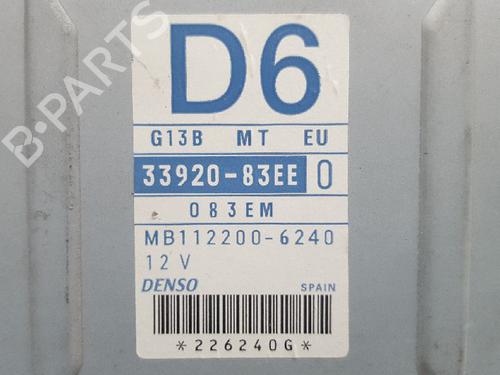 D6
G13B MT EU
33920-83EE 0
083EM
MB112200-6240
12V
DENSO SPAIN
*226240G*
B-PARTS